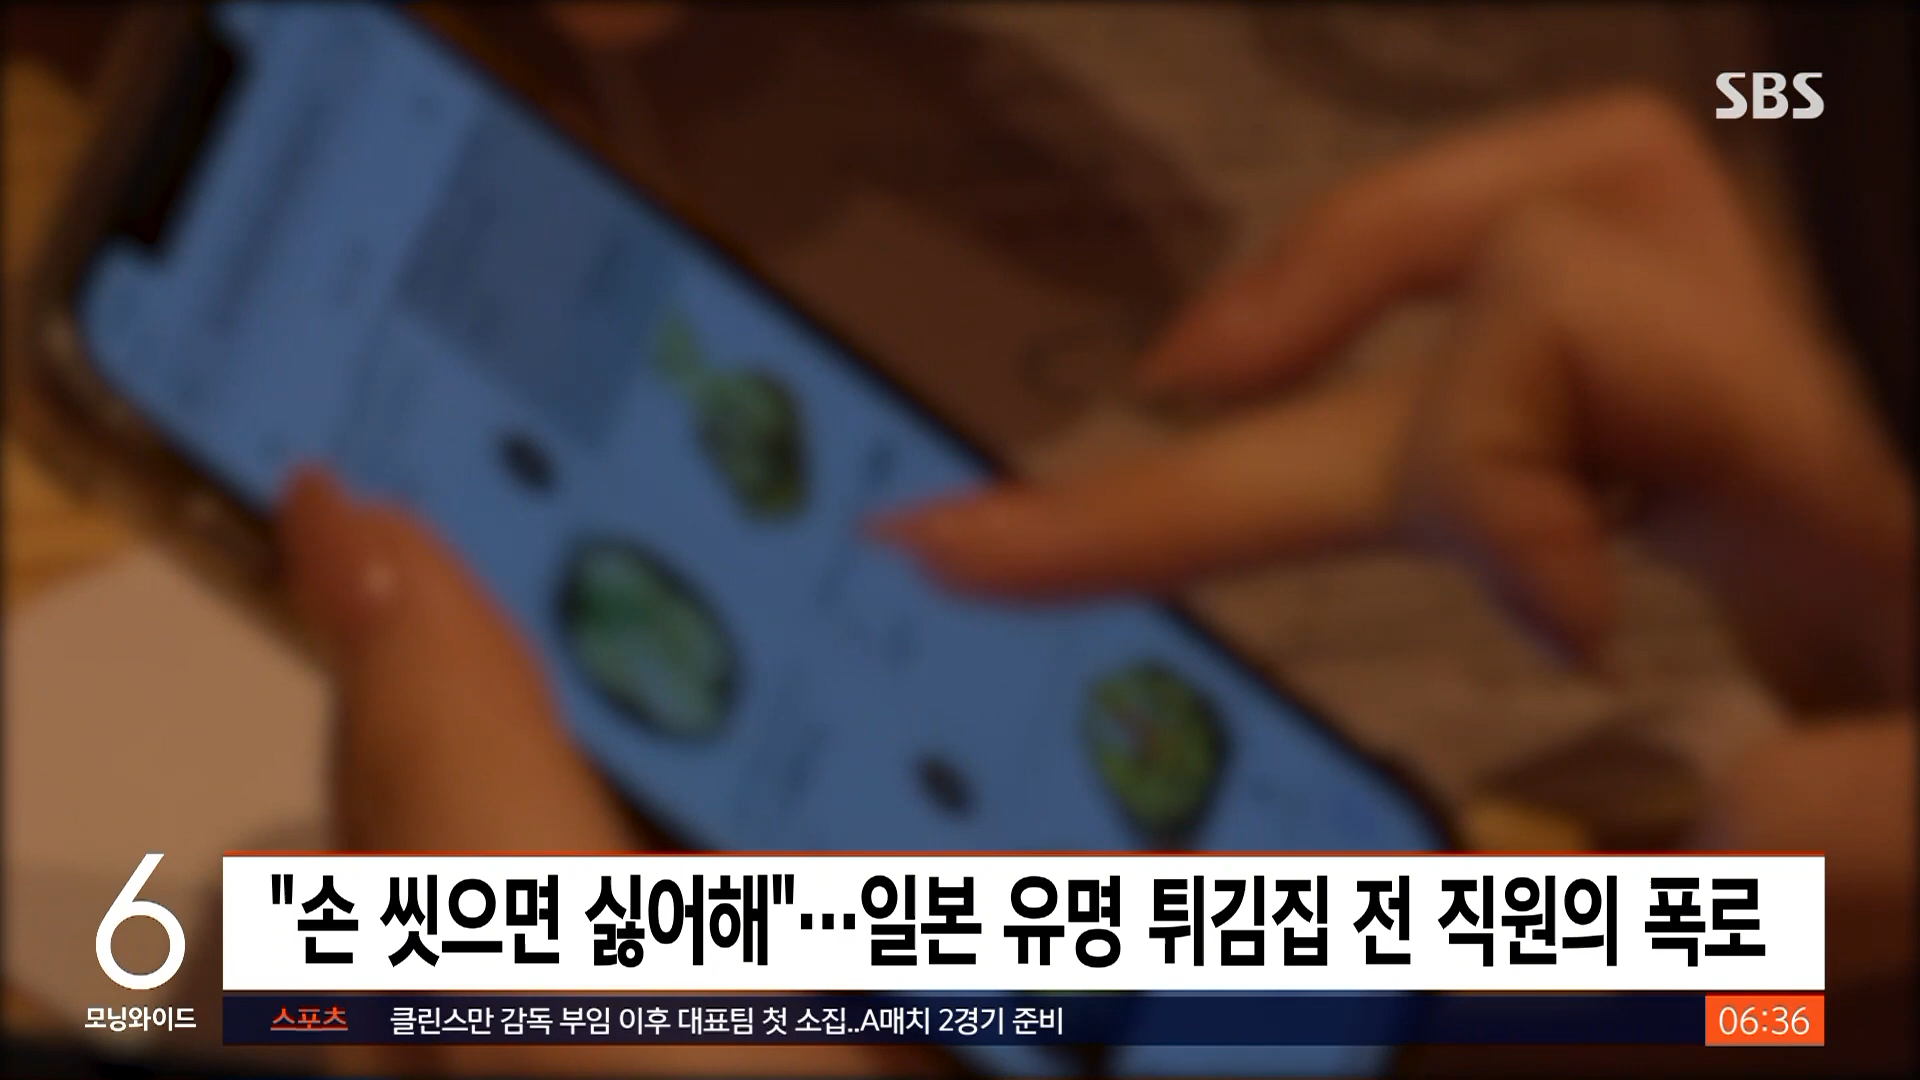 SBS
"손 씻으면 싫어해"…일본 유명 튀김집 전 직원의 폭로
6
모닝와이드
스포츠 클린스만 감독 부임 이후 대표팀 첫 소집..A매치 2경기 준비
06:36